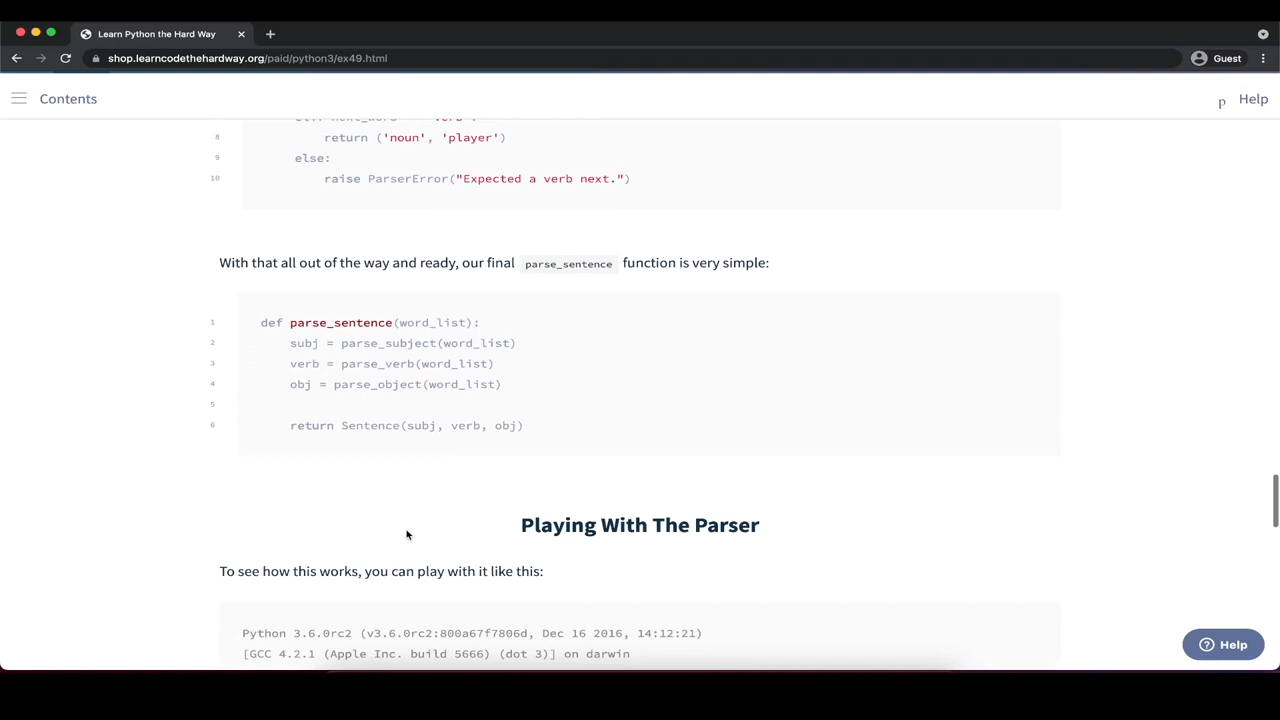 Learn Python the Hard Way
shop.learncodethehardway.org/paid/python3/ex49.html
Guest
Contents
p Help
8 return ('noun', 'player')
9 else:
10 raise ParserError("Expected a verb next.")
With that all out of the way and ready, our final parse_sentence function is very simple:
1 def parse_sentence(word_list):
2 subj = parse_subject(word_list)
3 verb = parse_verb(word_list)
4 obj = parse_object(word_list)
5
6 return Sentence(subj, verb, obj)
Playing With The Parser
To see how this works, you can play with it like this:
Python 3.6.0rc2 (v3.6.0rc2:800a67f7806d, Dec 16 2016, 14:12:21)
[GCC 4.2.1 (Apple Inc. build 5666) (dot 3)] on darwin
Help